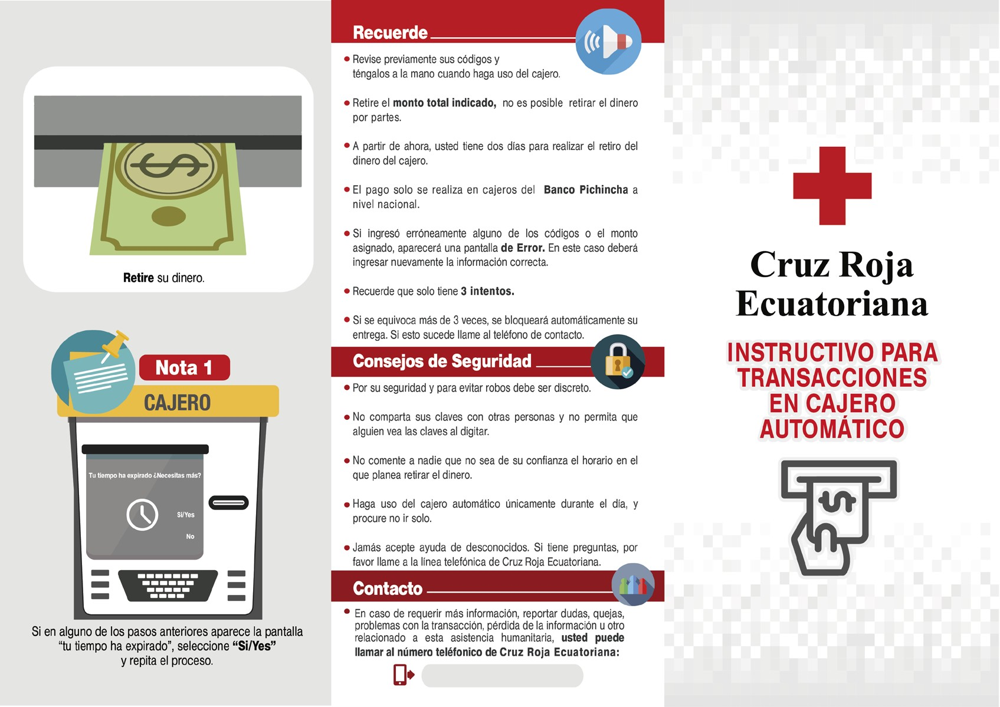 Retire su dinero.
Nota 1
CAJERO
Tu tiempo ha expirado ¿Necesitas más?
Si/Yes
No
Si en alguno de los pasos anteriores aparece la pantalla
“tu tiempo ha expirado”, seleccione “Si/Yes”
y repita el proceso.
Recuerde
Revise previamente sus códigos y
téngalos a la mano cuando haga uso del cajero.
Retire el monto total indicado, no es posible retirar el dinero
por partes.
A partir de ahora, usted tiene dos días para realizar el retiro del
dinero del cajero.
El pago solo se realiza en cajeros del Banco Pichincha a
nivel nacional.
Si ingresó erróneamente alguno de los códigos o el monto
asignado, aparecerá una pantalla de Error. En este caso deberá
ingresar nuevamente la información correcta.
Recuerde que solo tiene 3 intentos.
Si se equivoca más de 3 veces, se bloqueará automáticamente su
entrega. Si esto sucede llame al teléfono de contacto.
Consejos de Seguridad
Por su seguridad y para evitar robos debe ser discreto.
No comparta sus claves con otras personas y no permita que
alguien vea las claves al digitar.
No comente a nadie que no sea de su confianza el horario en el
que planea retirar el dinero.
Haga uso del cajero automático únicamente durante el día, y
procure no ir solo.
Jamás acepte ayuda de desconocidos. Si tiene preguntas, por
favor llame a la línea telefónica de Cruz Roja Ecuatoriana.
Contacto
En caso de requerir más información, reportar dudas, quejas,
problemas con la transacción, pérdida de la información u otro
relacionado a esta asistencia humanitaria, usted puede
llamar al número teléfonico de Cruz Roja Ecuatoriana:
Cruz Roja
Ecuatoriana
INSTRUCTIVO PARA
TRANSACCIONES
EN CAJERO
AUTOMÁTICO